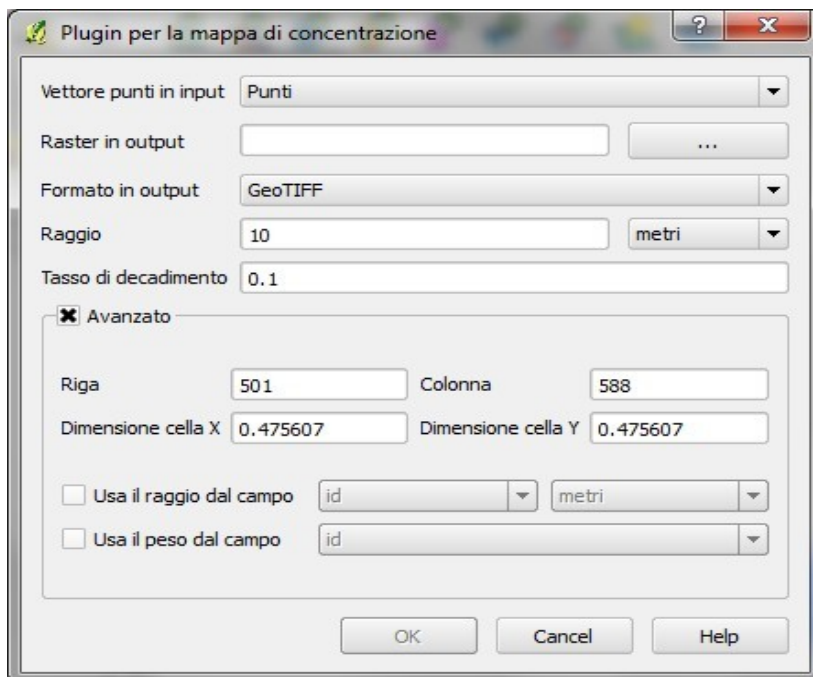 Plugin per la mappa di concentrazione
?
Vettore punti in input Punti
Raster in output ...
Formato in output GeoTIFF
Raggio 10 metri
Tasso di decadimento 0.1
Avanzato
Riga 501 Colonna 588
Dimensione cella X 0.475607 Dimensione cella Y 0.475607
Usa il raggio dal campo id metri
Usa il peso dal campo id
OK Cancel Help